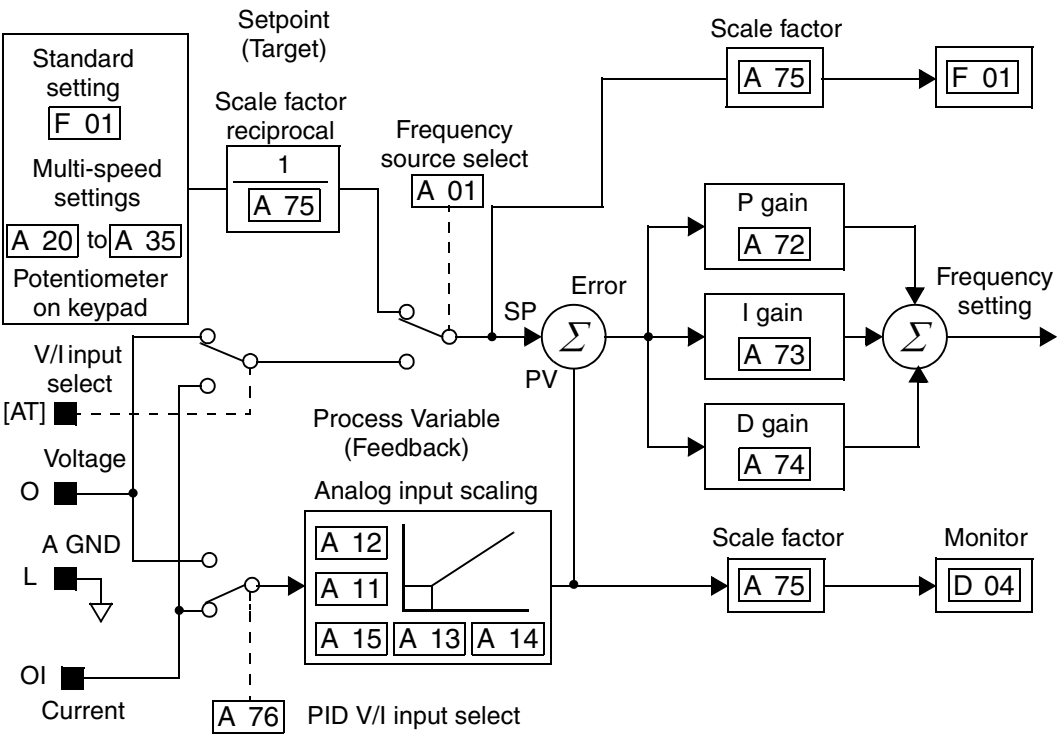 Setpoint
(Target)
Scale factor
A 75
F 01
Standard
setting
F 01
Multi-speed
settings
A 20 to A 35
Potentiometer
on keypad
Scale factor
reciprocal
1
A 75
Frequency
source select
A 01
P gain
A 72
I gain
A 73
D gain
A 74
Error
SP
Σ
PV
Σ
Frequency
setting
V/I input
select
[AT]
Voltage
O
A GND
L
OI
Current
Process Variable
(Feedback)
Analog input scaling
A 12
A 11
A 15 A 13 A 14
Scale factor
A 75
Monitor
D 04
A 76 PID V/I input select